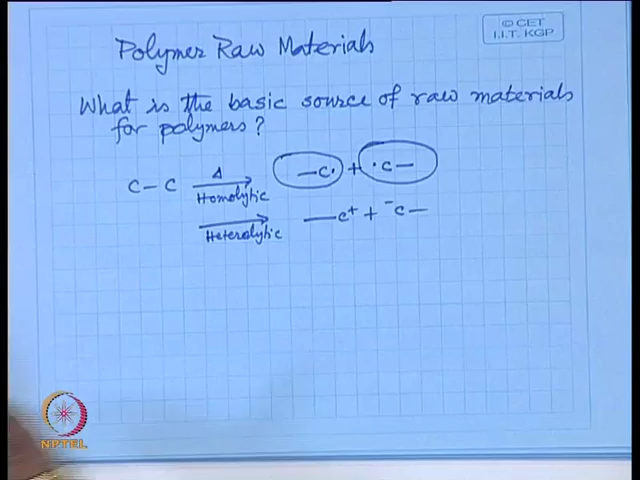 © CET
I.I.T. KGP
Polymer Raw Materials
What is the basic source of raw materials
for polymers?
C – C Δ → Homolytic —C· + ·C—
→ Heterolytic —C⁺ + ⁻C—
NPTEL